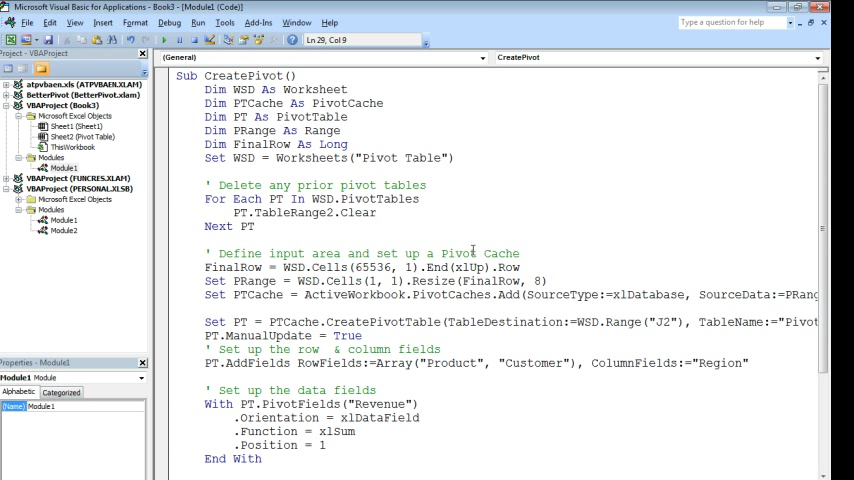 Microsoft Visual Basic for Applications - Book3 - [Module1 (Code)]
File Edit View Insert Format Debug Run Tools Add-Ins Window Help
Type a question for help
Ln 29, Col 9
Project - VBAProject
(General)
CreatePivot
atpvbaen.xls (ATPVBAEN.XLAM)
BetterPivot (BetterPivot.xlam)
VBAProject (Book3)
Microsoft Excel Objects
Sheet1 (Sheet1)
Sheet2 (Pivot Table)
ThisWorkbook
Modules
Module1
VBAProject (FUNCRES.XLAM)
VBAProject (PERSONAL.XLSB)
Microsoft Excel Objects
Modules
Module1
Module2
Properties - Module1
Module1 Module
Alphabetic Categorized
(Name) Module1
Sub CreatePivot()
Dim WSD As Worksheet
Dim PTCache As PivotCache
Dim PT As PivotTable
Dim PRange As Range
Dim FinalRow As Long
Set WSD = Worksheets("Pivot Table")
' Delete any prior pivot tables
For Each PT In WSD.PivotTables
PT.TableRange2.Clear
Next PT
' Define input area and set up a Pivot Cache
FinalRow = WSD.Cells(65536, 1).End(xlUp).Row
Set PRange = WSD.Cells(1, 1).Resize(FinalRow, 8)
Set PTCache = ActiveWorkbook.PivotCaches.Add(SourceType:=xlDatabase, SourceData:=PRang
Set PT = PTCache.CreatePivotTable(TableDestination:=WSD.Range("J2"), TableName:="Pivot
PT.ManualUpdate = True
' Set up the row  & column fields
PT.AddFields RowFields:=Array("Product", "Customer"), ColumnFields:="Region"
' Set up the data fields
With PT.PivotFields("Revenue")
.Orientation = xlDataField
.Function = xlSum
.Position = 1
End With